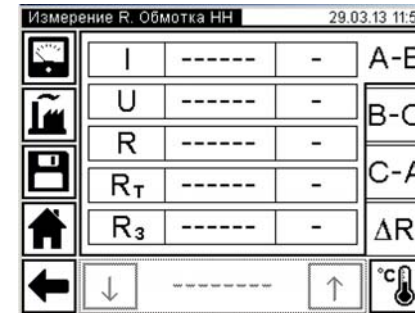 Измерение R. Обмотка НН 29.03.13 11:5
I ------ -
U ------ -
R ------ -
Rт ------ -
Rз ------ -
A-B
B-C
C-A
ΔR
↓ -------- ↑
°C